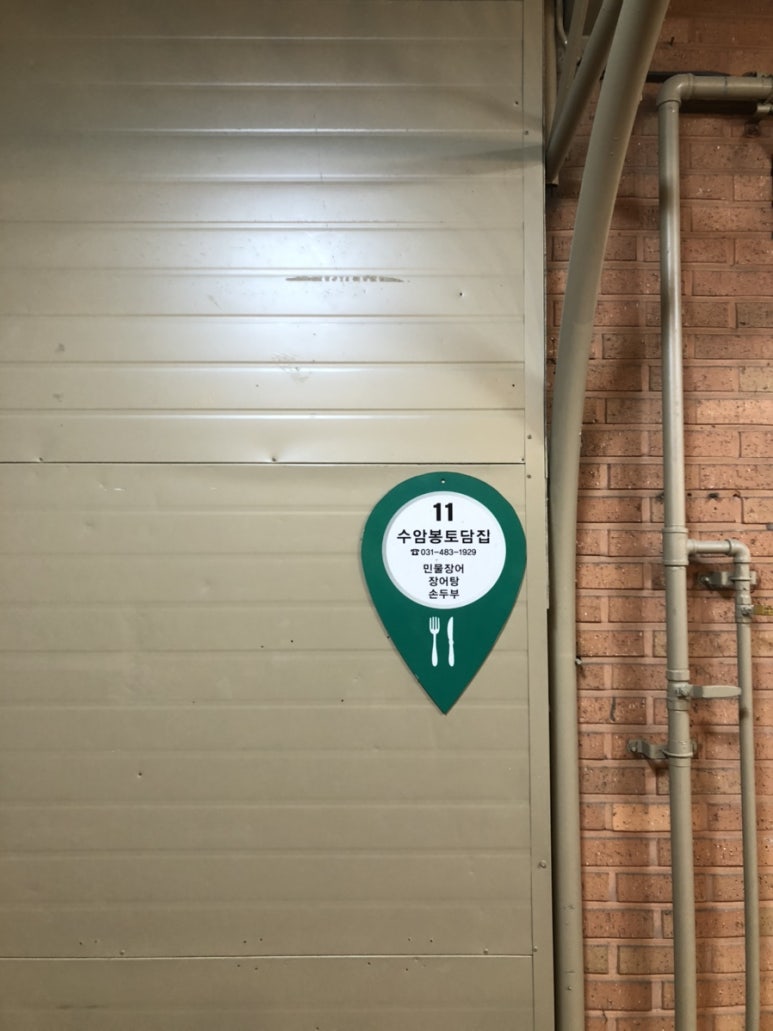 11
수암봉토담집
☎031-483-1929
민물장어
장어탕
손두부